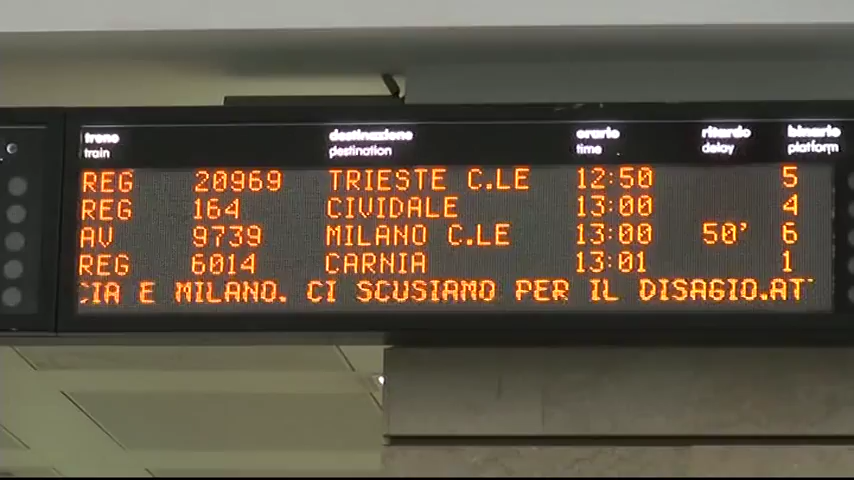 treno destinazione orario ritardo binario
train destination time delay platform
REG 20969 TRIESTE C.LE 12:50 5
REG 164 CIVIDALE 13:00 4
AV 9739 MILANO C.LE 13:00 50' 6
REG 6014 CARNIA 13:01 1
CIA E MILANO. CI SCUSIAMO PER IL DISAGIO.AT